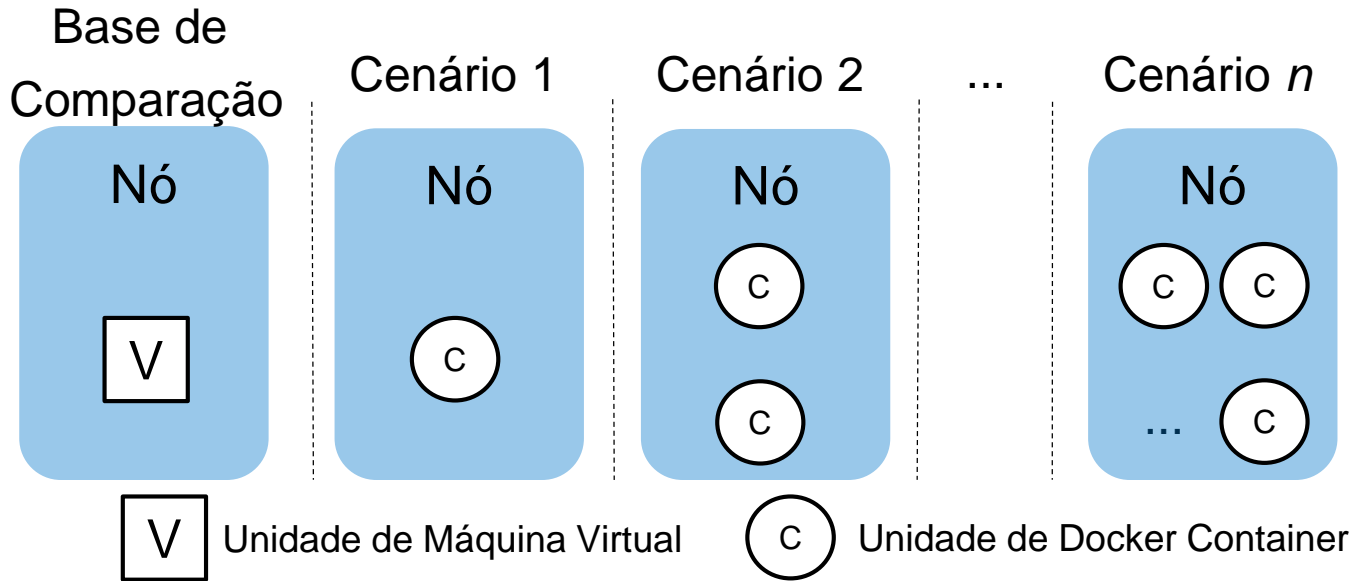 Base de
Comparação
Cenário 1
Cenário 2
...
Cenário n
Nó
Nó
Nó
Nó
V
C
C
C
C
C
...
C
V
Unidade de Máquina Virtual
C
Unidade de Docker Container